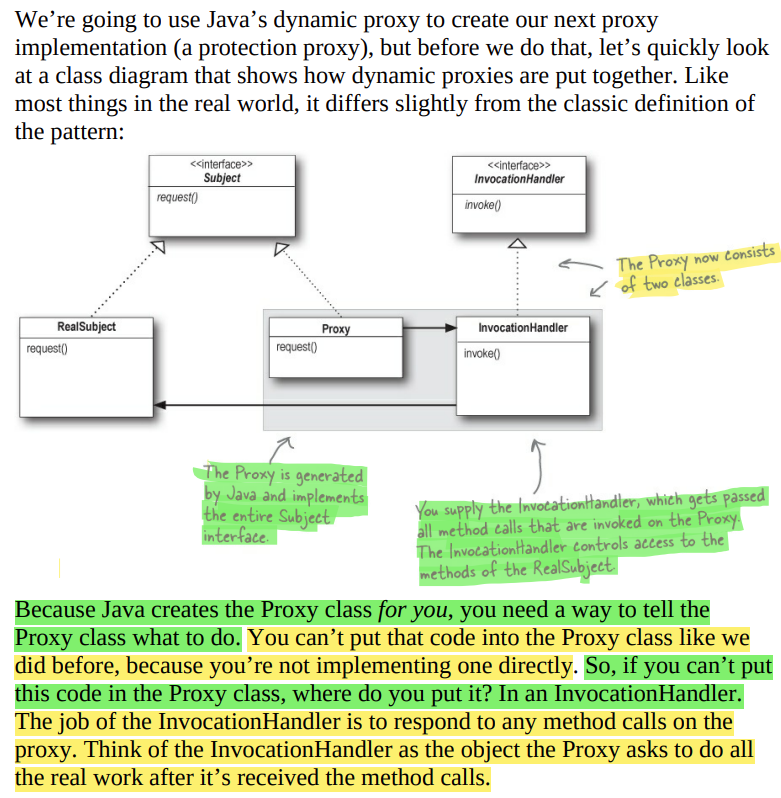 We’re going to use Java’s dynamic proxy to create our next proxy
implementation (a protection proxy), but before we do that, let’s quickly look
at a class diagram that shows how dynamic proxies are put together. Like
most things in the real world, it differs slightly from the classic definition of
the pattern:
<<interface>>
Subject
request()
<<interface>>
InvocationHandler
invoke()
The Proxy now consists
of two classes.
RealSubject
request()
Proxy
request()
InvocationHandler
invoke()
The Proxy is generated
by Java and implements
the entire Subject
interface.
You supply the InvocationHandler, which gets passed
all method calls that are invoked on the Proxy.
The InvocationHandler controls access to the
methods of the RealSubject.
Because Java creates the Proxy class for you, you need a way to tell the
Proxy class what to do. You can’t put that code into the Proxy class like we
did before, because you’re not implementing one directly. So, if you can’t put
this code in the Proxy class, where do you put it? In an InvocationHandler.
The job of the InvocationHandler is to respond to any method calls on the
proxy. Think of the InvocationHandler as the object the Proxy asks to do all
the real work after it’s received the method calls.